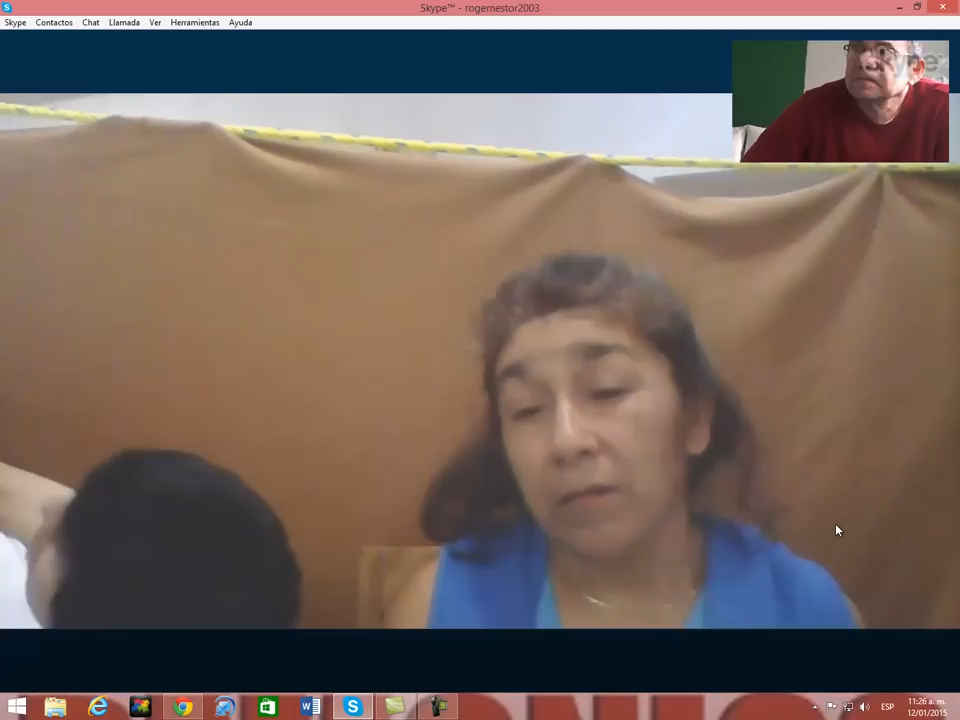 Skype™ - rogernestor2003
Skype Contactos Chat Llamada Ver Herramientas Ayuda
ESP
11:26 a. m.
12/01/2015